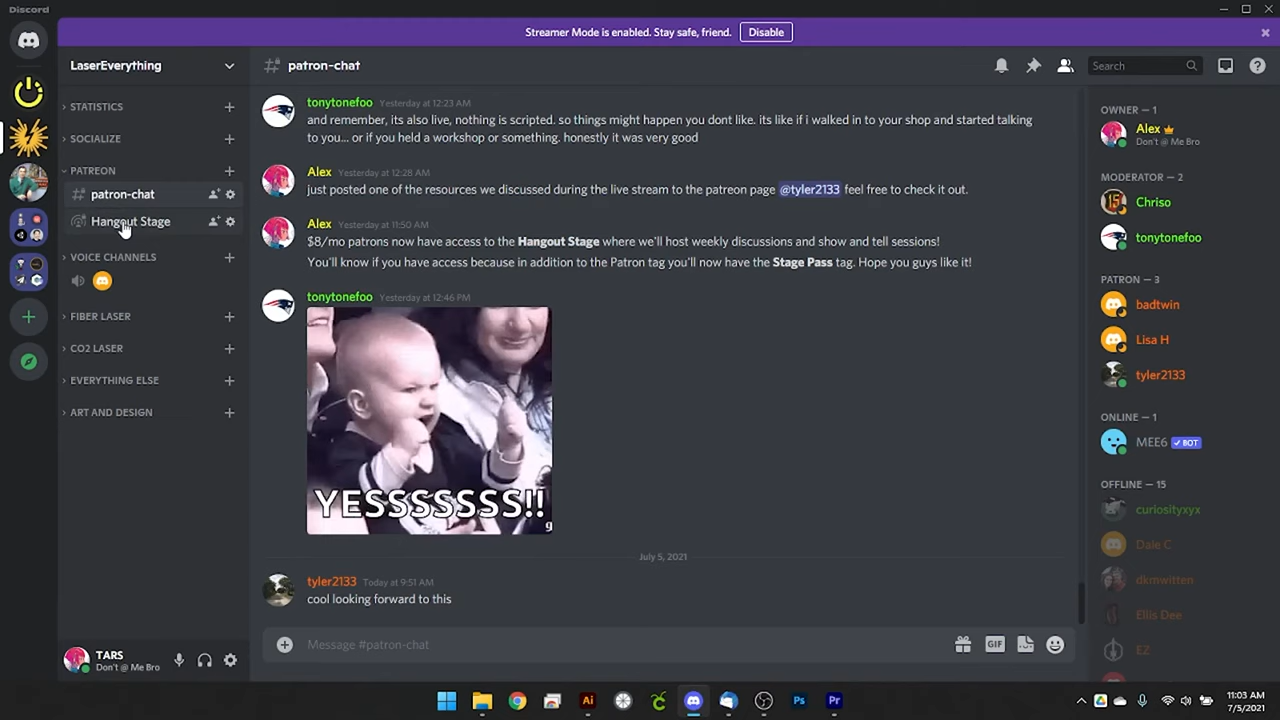 Discord
Streamer Mode is enabled. Stay safe, friend. Disable
LaserEverything
STATISTICS
SOCIALIZE
PATREON
patron-chat
Hangout Stage
VOICE CHANNELS
FIBER LASER
CO2 LASER
EVERYTHING ELSE
ART AND DESIGN
TARS
Don't @ Me Bro
patron-chat
Search
tonytonefoo Yesterday at 12:23 AM
and remember, its also live, nothing is scripted. so things might happen you dont like. its like if i walked in to your shop and started talking
to you... or if you held a workshop or something. honestly it was very good
Alex Yesterday at 12:28 AM
just posted one of the resources we discussed during the live stream to the patreon page @tyler2133 feel free to check it out.
Alex Yesterday at 11:50 AM
$8/mo patrons now have access to the Hangout Stage where we'll host weekly discussions and show and tell sessions!
You'll know if you have access because in addition to the Patron tag you'll now have the Stage Pass tag. Hope you guys like it!
tonytonefoo Yesterday at 12:46 PM
YESSSSSSS!!
July 5, 2021
tyler2133 Today at 9:51 AM
cool looking forward to this
Message #patron-chat
GIF
OWNER — 1
Alex
Don't @ Me Bro
MODERATOR — 2
Chriso
tonytonefoo
PATRON — 3
badtwin
Lisa H
tyler2133
ONLINE — 1
MEE6 BOT
OFFLINE — 15
curiosityxyx
Dale C
dkmwitten
Ellis Dee
EZ
Ai
Ps
Pr
11:03 AM
7/5/2021